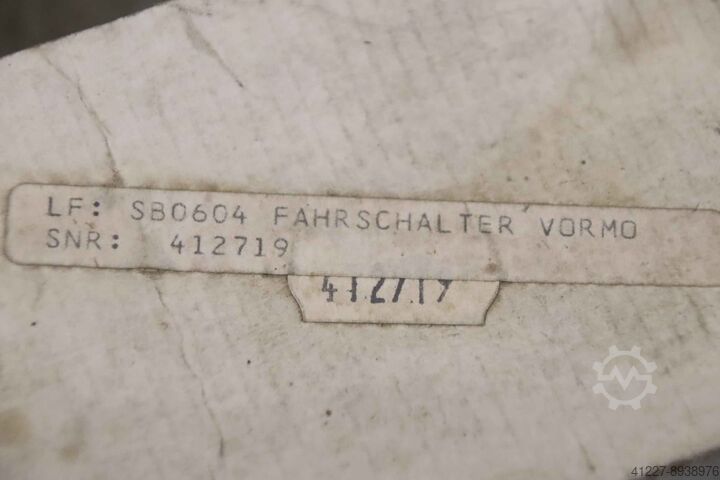 LF: SB0604 FAHRSCHALTER VORMO
SNR: 412719
412719
41227-8938976